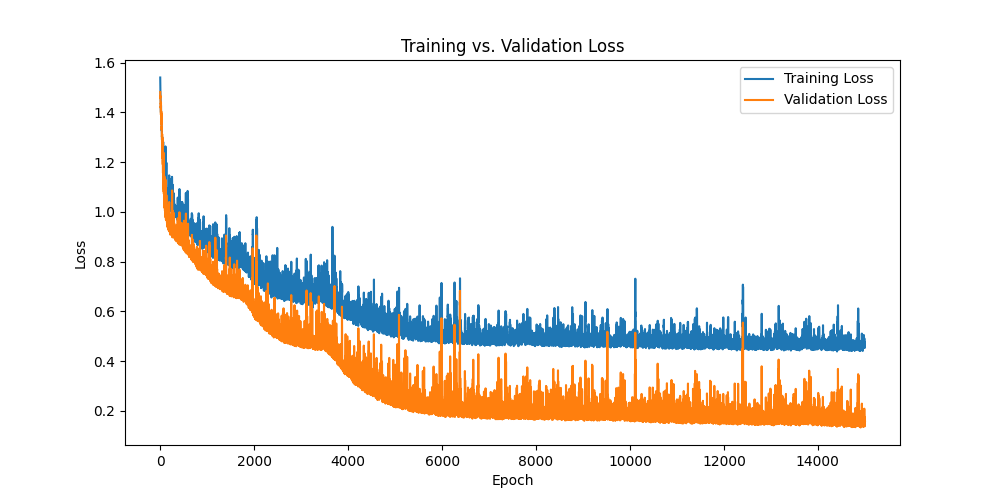 Training vs. Validation Loss
1.6
1.4
1.2
1.0
0.8
0.6
0.4
0.2
Loss
Training Loss
Validation Loss
0 2000 4000 6000 8000 10000 12000 14000
Epoch